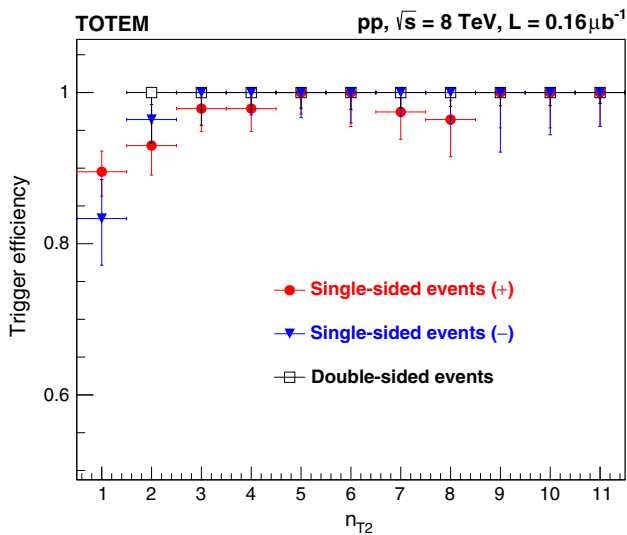 TOTEM
pp, √s = 8 TeV, L = 0.16μb⁻¹
1
0.8
0.6
Trigger efficiency
Single-sided events (+)
Single-sided events (−)
Double-sided events
1 2 3 4 5 6 7 8 9 10 11
n_T2